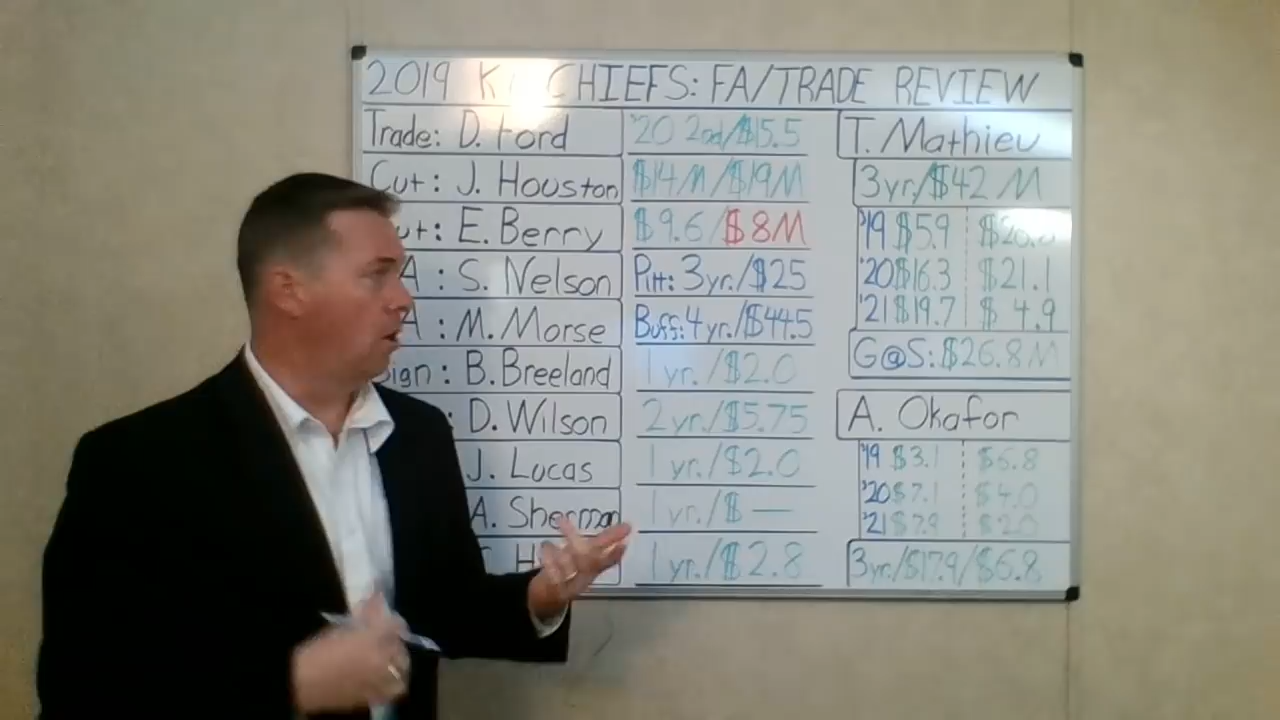 2019 K CHIEFS: FA/TRADE REVIEW
Trade: D. Ford '20 2nd/$15.5
Cut: J. Houston $14M/$19M
ut: E. Berry $9.6/$8M
A: S. Nelson Pitt: 3yr./$25
A: M. Morse Buff: 4yr./$44.5
ign: B. Breeland 1yr./$2.0
: D. Wilson 2yr./$5.75
J. Lucas 1yr./$2.0
A. Sherman 1yr./$ —
H 1yr./$2.8
T. Mathieu
3yr./$42 M
'19 $5.9
'20 $16.3 $21.1
'21 $19.7 $4.9
G@S: $26.8M
A. Okafor
'19 $3.1 $6.8
'20 $7.1 $4.0
'21 $7.9 $2.0
3yr./$17.9/$6.8